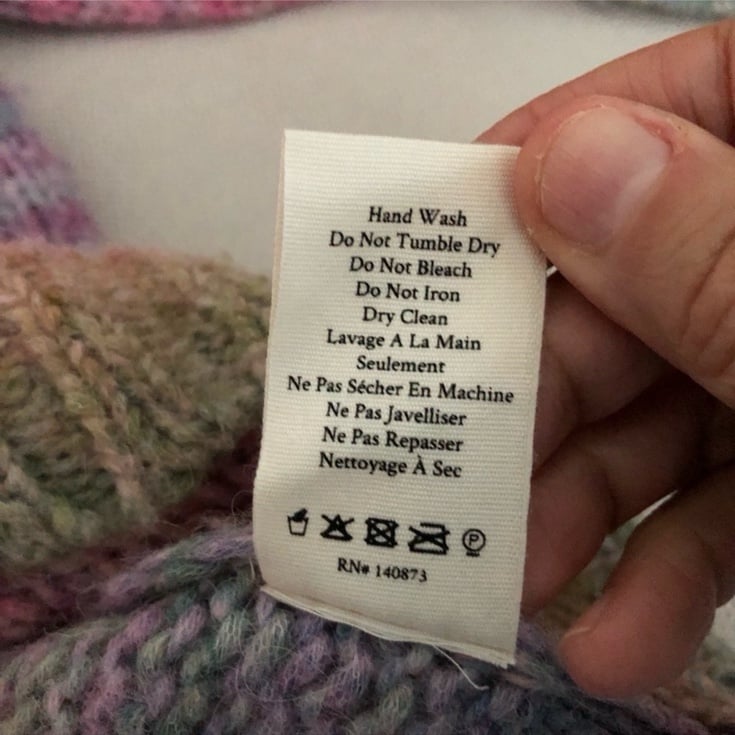 Hand Wash
Do Not Tumble Dry
Do Not Bleach
Do Not Iron
Dry Clean
Lavage A La Main
Seulement
Ne Pas Sécher En Machine
Ne Pas Javelliser
Ne Pas Repasser
Nettoyage À Sec
P
RN# 140873